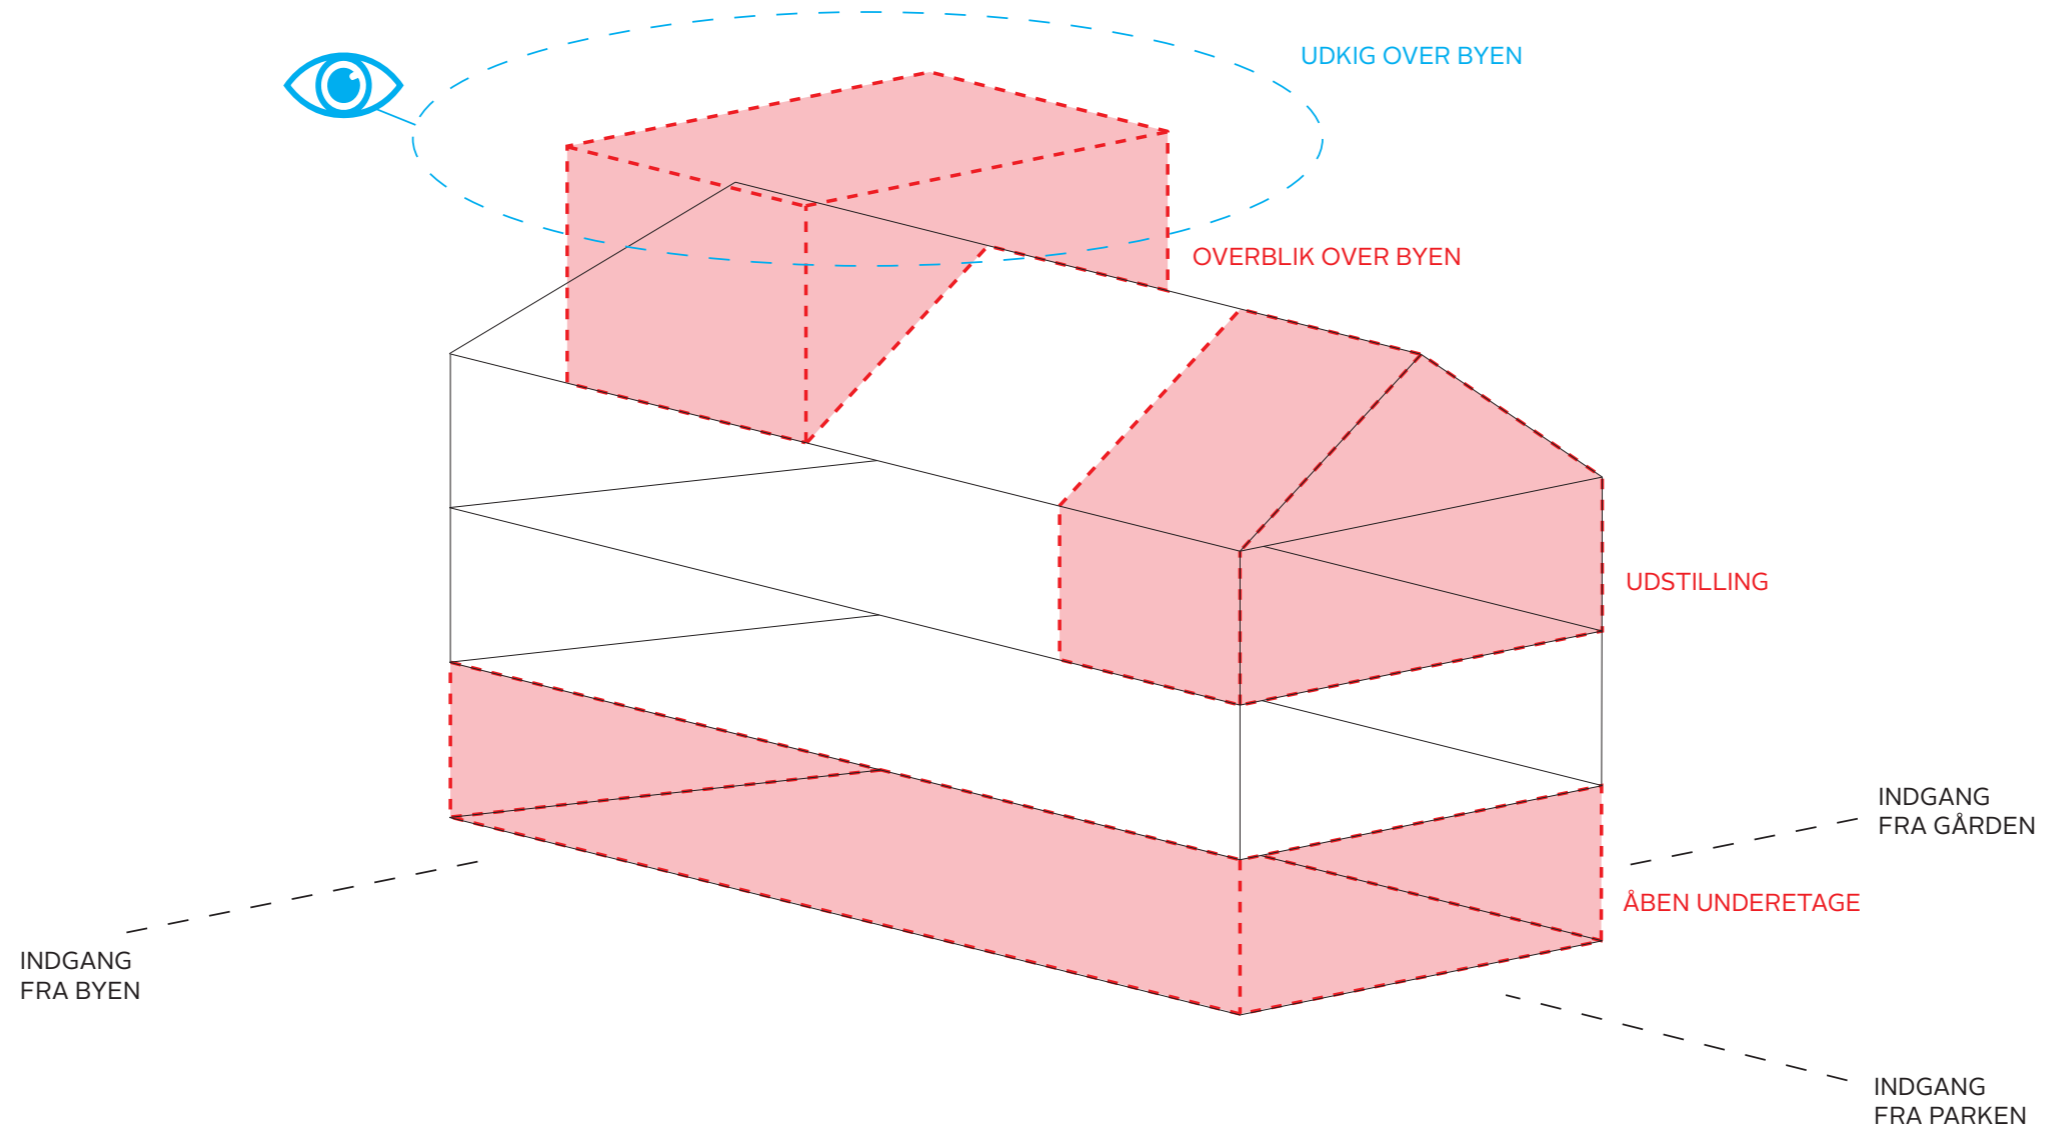 UDKIG OVER BYEN
OVERBLIK OVER BYEN
UDSTILLING
INDGANG
FRA GÅRDEN
ÅBEN UNDERETAGE
INDGANG
FRA BYEN
INDGANG
FRA PARKEN